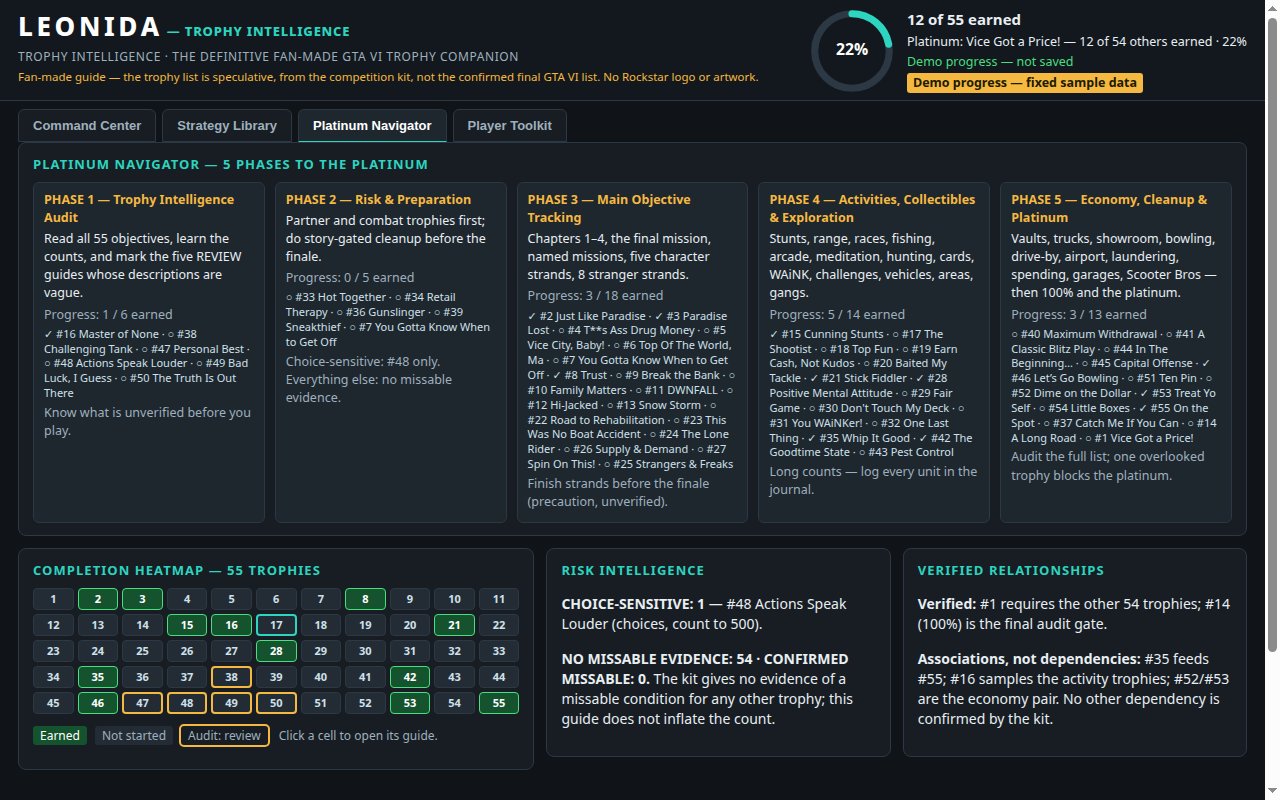 LEONIDA — TROPHY INTELLIGENCE
TROPHY INTELLIGENCE · THE DEFINITIVE FAN-MADE GTA VI TROPHY COMPANION
Fan-made guide — the trophy list is speculative, from the competition kit, not the confirmed final GTA VI list. No Rockstar logo or artwork.
22%
12 of 55 earned
Platinum: Vice Got a Price! — 12 of 54 others earned · 22%
Demo progress — not saved
Demo progress — fixed sample data
Command Center
Strategy Library
Platinum Navigator
Player Toolkit
PLATINUM NAVIGATOR — 5 PHASES TO THE PLATINUM
PHASE 1 — Trophy Intelligence
Audit
Read all 55 objectives, learn the
counts, and mark the five REVIEW
guides whose descriptions are
vague.
Progress: 1 / 6 earned
✓ #16 Master of None · ○ #38
Challenging Tank · ○ #47 Personal Best ·
○ #48 Actions Speak Louder · ○ #49 Bad
Luck, I Guess · ○ #50 The Truth Is Out
There
Know what is unverified before you
play.
PHASE 2 — Risk & Preparation
Partner and combat trophies first;
do story-gated cleanup before the
finale.
Progress: 0 / 5 earned
○ #33 Hot Together · ○ #34 Retail
Therapy · ○ #36 Gunslinger · ○ #39
Sneakthief · ○ #7 You Gotta Know When
to Get Off
Choice-sensitive: #48 only.
Everything else: no missable
evidence.
PHASE 3 — Main Objective
Tracking
Chapters 1–4, the final mission,
named missions, five character
strands, 8 stranger strands.
Progress: 3 / 18 earned
✓ #2 Just Like Paradise · ✓ #3 Paradise
Lost · ○ #4 T**s Ass Drug Money · ○ #5
Vice City, Baby! · ○ #6 Top Of The World,
Ma · ○ #7 You Gotta Know When to Get
Off · ✓ #8 Trust · ○ #9 Break the Bank · ○
#10 Family Matters · ○ #11 DWNFALL · ○
#12 Hi-Jacked · ○ #13 Snow Storm · ○
#22 Road to Rehabilitation · ○ #23 This
Was No Boat Accident · ○ #24 The Lone
Rider · ○ #26 Supply & Demand · ○ #27
Spin On This! · ○ #25 Strangers & Freaks
Finish strands before the finale
(precaution, unverified).
PHASE 4 — Activities, Collectibles
& Exploration
Stunts, range, races, fishing,
arcade, meditation, hunting, cards,
WAiNK, challenges, vehicles, areas,
gangs.
Progress: 5 / 14 earned
✓ #15 Cunning Stunts · ○ #17 The
Shootist · ○ #18 Top Fun · ○ #19 Earn
Cash, Not Kudos · ○ #20 Baited My
Tackle · ✓ #21 Stick Fiddler · ✓ #28
Positive Mental Attitude · ○ #29 Fair
Game · ○ #30 Don't Touch My Deck · ○
#31 You WAiNKer! · ○ #32 One Last
Thing · ✓ #35 Whip It Good · ✓ #42 The
Goodtime State · ○ #43 Pest Control
Long counts — log every unit in the
journal.
PHASE 5 — Economy, Cleanup &
Platinum
Vaults, trucks, showroom, bowling,
drive-by, airport, laundering,
spending, garages, Scooter Bros —
then 100% and the platinum.
Progress: 3 / 13 earned
○ #40 Maximum Withdrawal · ○ #41 A
Classic Blitz Play · ○ #44 In The
Beginning... · ○ #45 Capital Offense · ✓
#46 Let's Go Bowling · ○ #51 Ten Pin · ○
#52 Dime on the Dollar · ✓ #53 Treat Yo
Self · ○ #54 Little Boxes · ✓ #55 On the
Spot · ○ #37 Catch Me If You Can · ○ #14
A Long Road · ○ #1 Vice Got a Price!
Audit the full list; one overlooked
trophy blocks the platinum.
COMPLETION HEATMAP — 55 TROPHIES
1 2 3 4 5 6 7 8 9 10 11
12 13 14 15 16 17 18 19 20 21 22
23 24 25 26 27 28 29 30 31 32 33
34 35 36 37 38 39 40 41 42 43 44
45 46 47 48 49 50 51 52 53 54 55
Earned Not started Audit: review Click a cell to open its guide.
RISK INTELLIGENCE
CHOICE-SENSITIVE: 1 — #48 Actions Speak
Louder (choices, count to 500).
NO MISSABLE EVIDENCE: 54 · CONFIRMED
MISSABLE: 0. The kit gives no evidence of a
missable condition for any other trophy; this
guide does not inflate the count.
VERIFIED RELATIONSHIPS
Verified: #1 requires the other 54 trophies; #14
(100%) is the final audit gate.
Associations, not dependencies: #35 feeds
#55; #16 samples the activity trophies; #52/#53
are the economy pair. No other dependency is
confirmed by the kit.